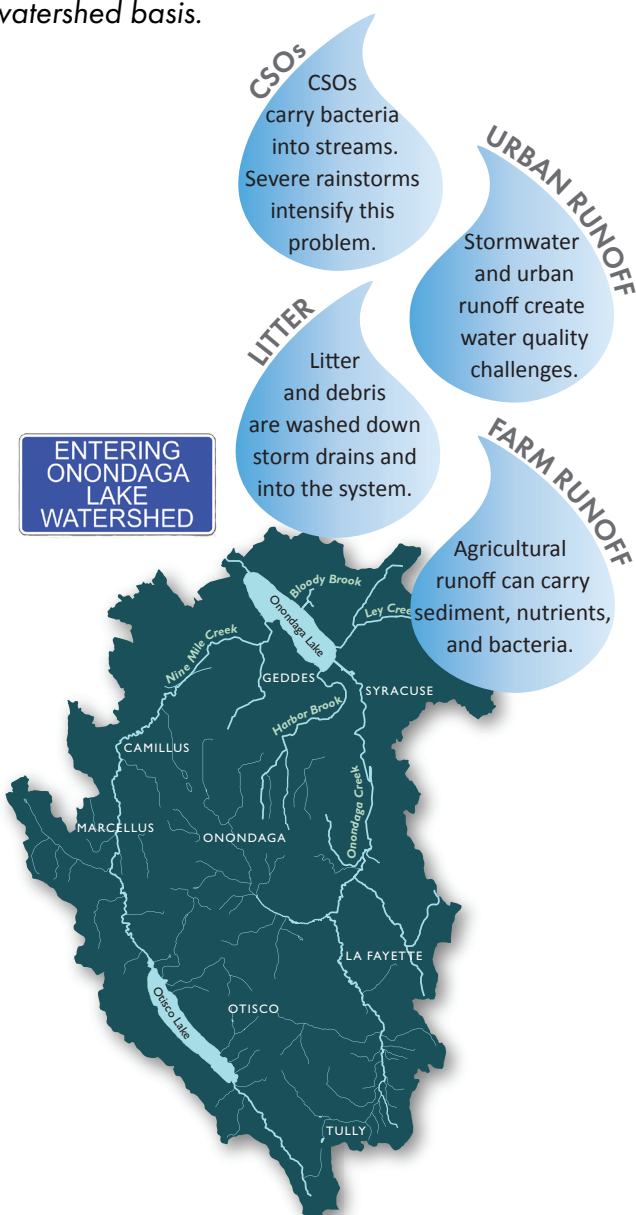 watershed basis.
CSOs
CSOs
carry bacteria
into streams.
Severe rainstorms
intensify this
problem.
URBAN RUNOFF
Stormwater
and urban
runoff create
water quality
challenges.
LITTER
Litter
and debris
are washed down
storm drains and
into the system.
FARM RUNOFF
Agricultural
runoff can carry
sediment, nutrients,
and bacteria.
ENTERING
ONONDAGA
LAKE
WATERSHED
Bloody Brook
Onondaga Lake
Ley Cree
Nine Mile Creek
GEDDES
SYRACUSE
Harbor Brook
CAMILLUS
Onondaga Creek
MARCELLUS
ONONDAGA
LA FAYETTE
Otisco Lake
OTISCO
TULLY